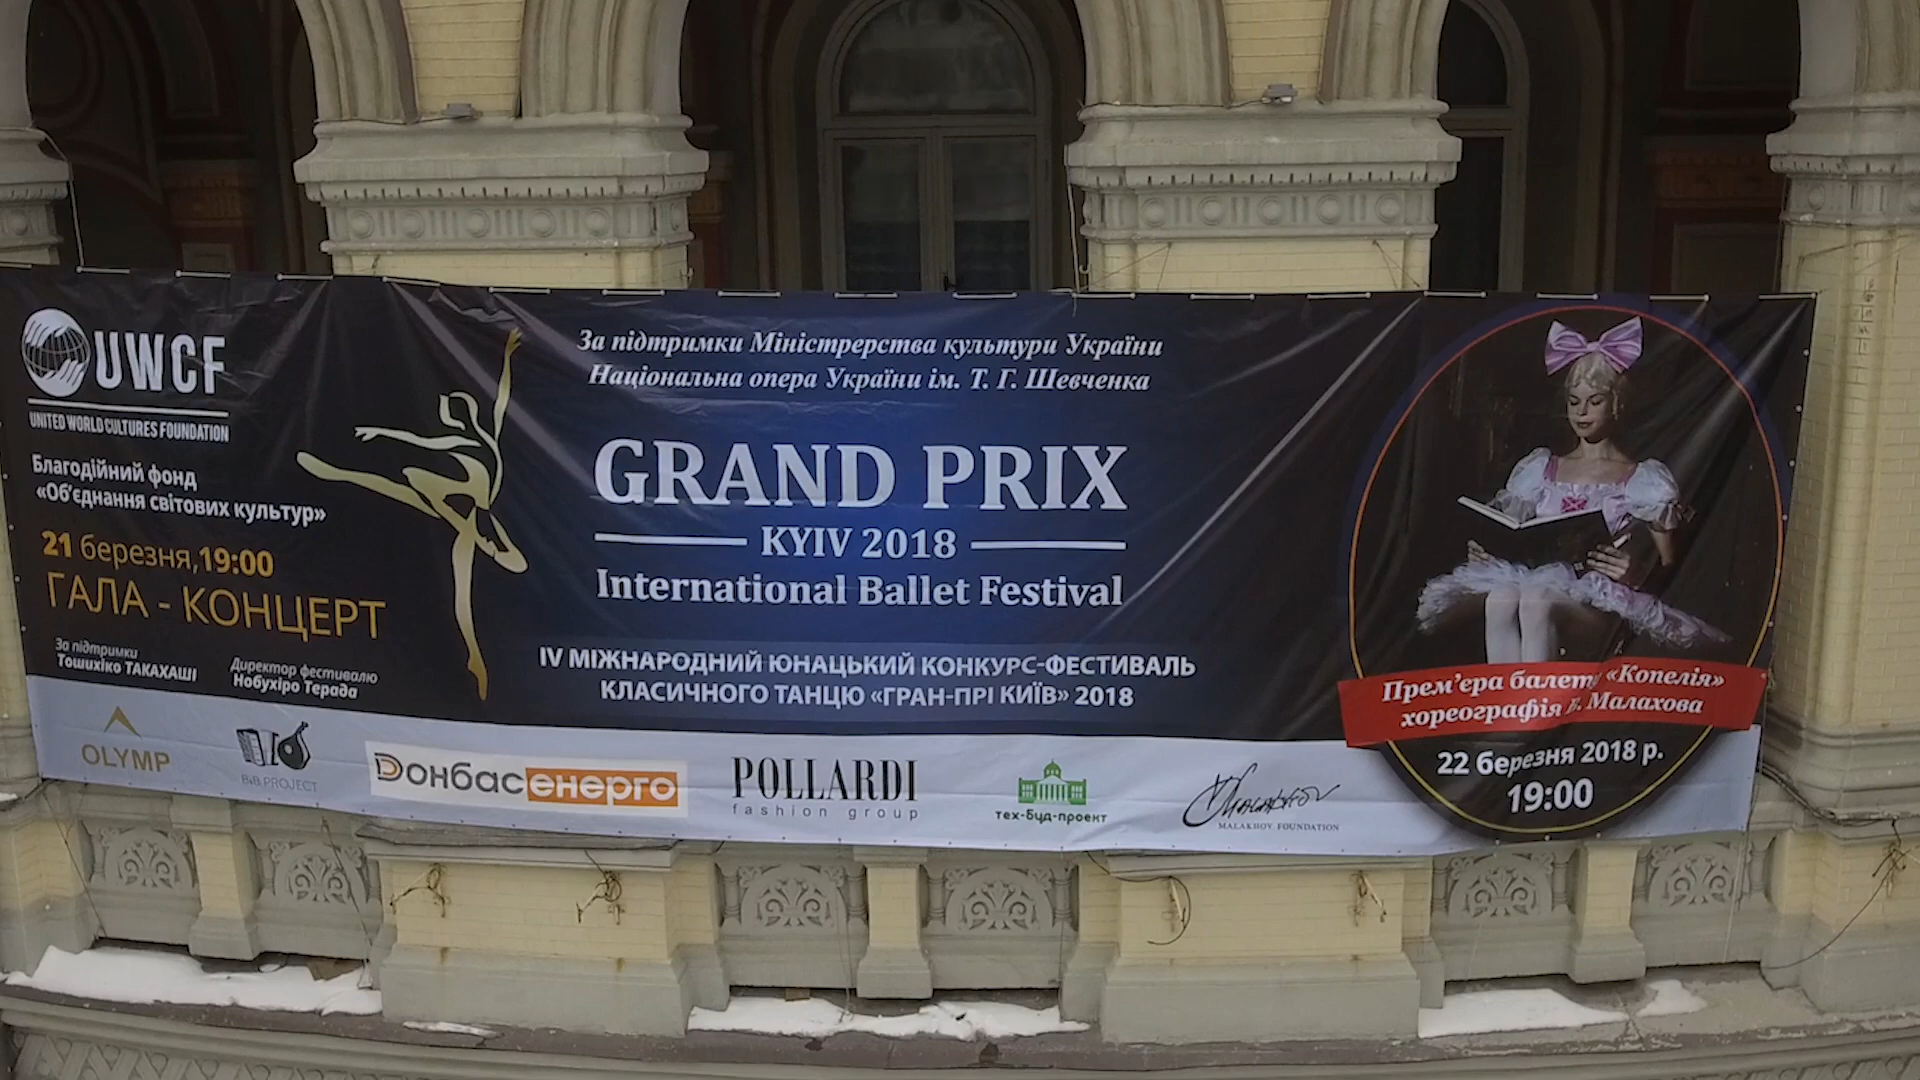 UWCF
UNITED WORLD CULTURES FOUNDATION
Благодійний фонд
«Об'єднання світових культур»
21 березня, 19:00
ГАЛА - КОНЦЕРТ
За підтримки
Тошихіко ТАКАХАШІ
Директор фестивалю
Нобухіро Терада
За підтримки Міністрерства культури України
Національна опера України ім. Т. Г. Шевченка
GRAND PRIX
KYIV 2018
International Ballet Festival
IV МІЖНАРОДНИЙ ЮНАЦЬКИЙ КОНКУРС-ФЕСТИВАЛЬ
КЛАСИЧНОГО ТАНЦЮ «ГРАН-ПРІ КИЇВ» 2018
Прем'єра балету «Копелія»
хореографія В. Малахова
22 березня 2018 р.
19:00
OLYMP
B&B PROJECT
Донбасенерго
POLLARDI
fashion group
тех-буд-проект
Malakhov
MALAKHOV FOUNDATION